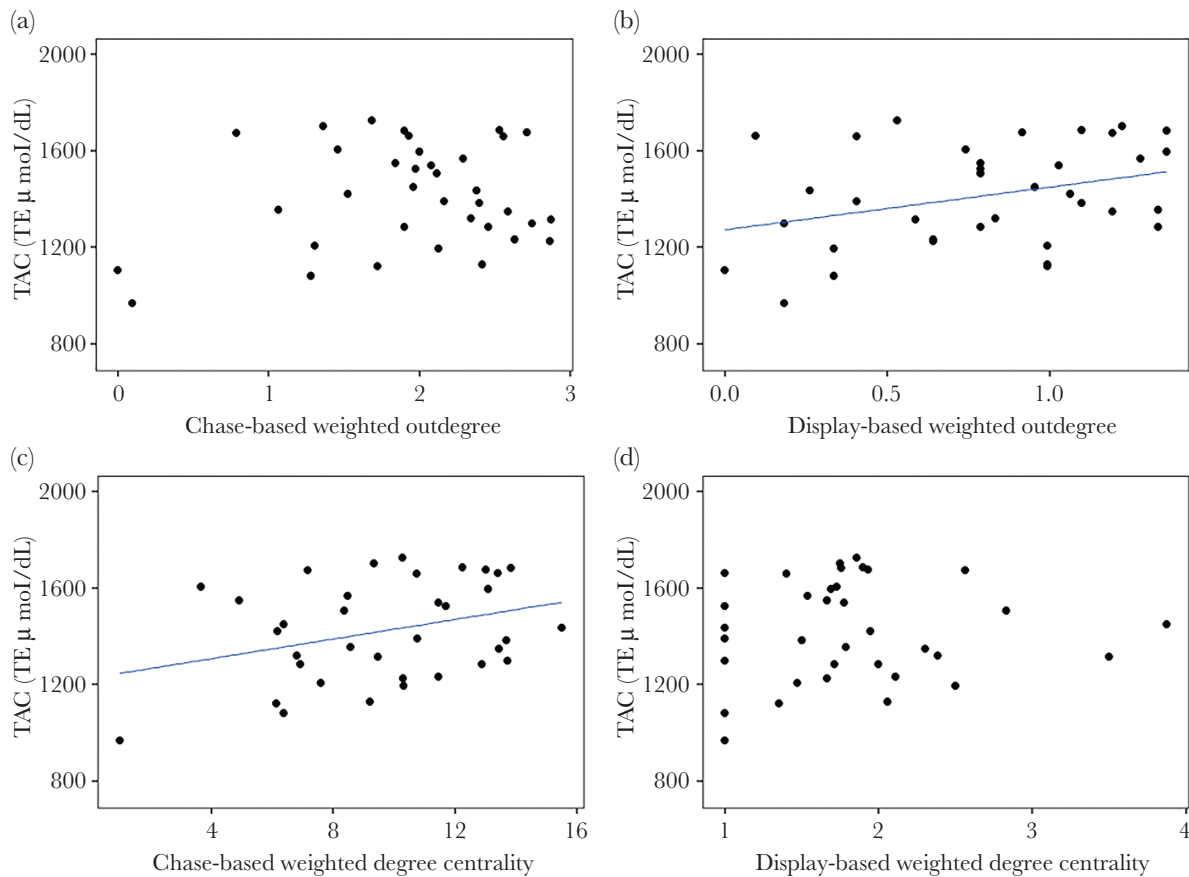 (a)
2000
1600
1200
800
TAC (TE µ moI/dL)
0
1
2
3
Chase-based weighted outdegree
(b)
2000
1600
1200
800
TAC (TE µ moI/dL)
0.0
0.5
1.0
Display-based weighted outdegree
(c)
2000
1600
1200
800
TAC (TE µ moI/dL)
4
8
12
16
Chase-based weighted degree centrality
(d)
2000
1600
1200
800
TAC (TE µ moI/dL)
1
2
3
4
Display-based weighted degree centrality